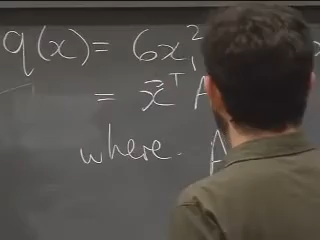 q(x) = 6x₁²
= x⃗ᵀ A
where A